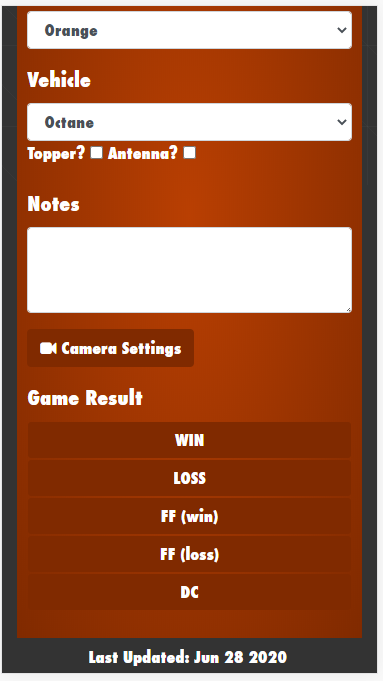 Orange
Vehicle
Octane
Topper? Antenna?
Notes
Camera Settings
Game Result
WIN
LOSS
FF (win)
FF (loss)
DC
Last Updated: Jun 28 2020